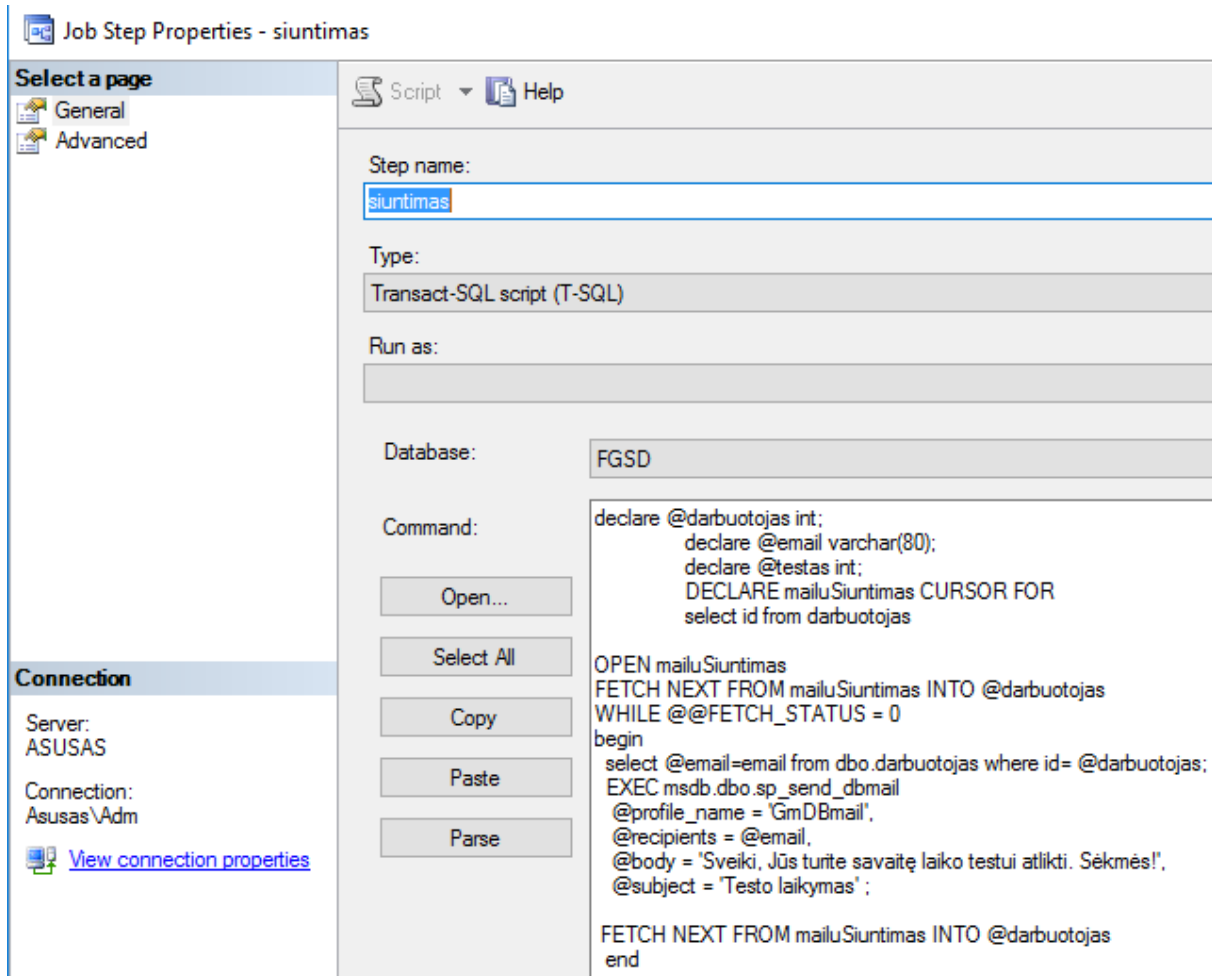 Job Step Properties - siuntimas
Select a page
General
Advanced
Script Help
Step name:
siuntimas
Type:
Transact-SQL script (T-SQL)
Run as:
Database:
FGSD
Command:
Open...
Select All
Copy
Paste
Parse
declare @darbuotojas int;
declare @email varchar(80);
declare @testas int;
DECLARE mailuSiuntimas CURSOR FOR
select id from darbuotojas
OPEN mailuSiuntimas
FETCH NEXT FROM mailuSiuntimas INTO @darbuotojas
WHILE @@FETCH_STATUS = 0
begin
select @email=email from dbo.darbuotojas where id= @darbuotojas;
EXEC msdb.dbo.sp_send_dbmail
@profile_name = 'GmDBmail',
@recipients = @email,
@body = 'Sveiki, Jūs turite savaitę laiko testui atlikti. Sėkmės!',
@subject = 'Testo laikymas' ;
FETCH NEXT FROM mailuSiuntimas INTO @darbuotojas
end
Connection
Server:
ASUSAS
Connection:
Asusas\Adm
View connection properties